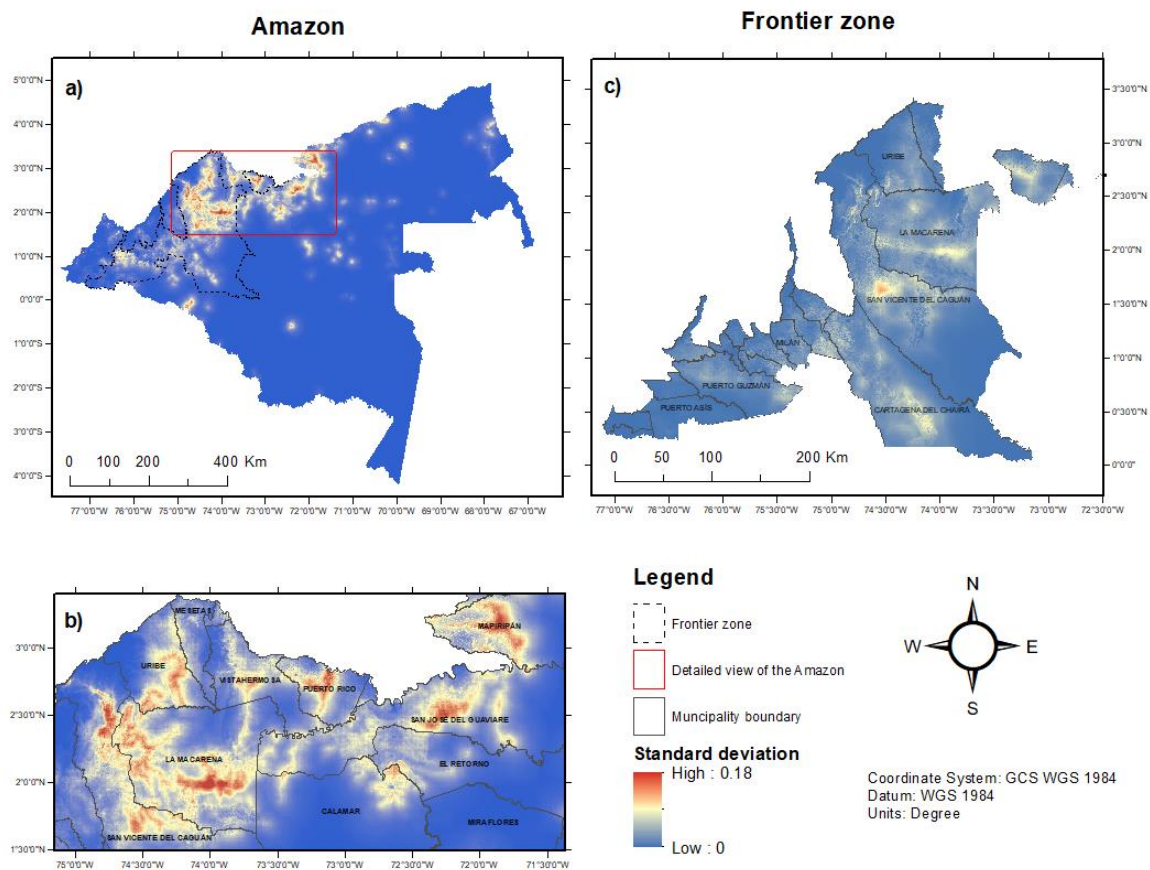 Amazon
Frontier zone
a)
5°0'0"N
4°0'0"N
3°0'0"N
2°0'0"N
1°0'0"N
0°0'0"
1°0'0"S
2°0'0"S
3°0'0"S
4°0'0"S
0 100 200 400 Km
77°0'0"W 76°0'0"W 75°0'0"W 74°0'0"W 73°0'0"W 72°0'0"W 71°0'0"W 70°0'0"W 69°0'0"W 68°0'0"W 67°0'0"W
c)
3°30'0"N
3°0'0"N
2°30'0"N
2°0'0"N
1°30'0"N
1°0'0"N
0°30'0"N
0°0'0"
URIBE
LA MACARENA
SAN VICENTE DEL CAGUÁN
MILÁN
PUERTO GUZMÁN
PUERTO ASÍS
CARTAGENA DEL CHAIRÁ
0 50 100 200 Km
77°0'0"W 76°30'0"W 76°0'0"W 75°30'0"W 75°0'0"W 74°30'0"W 74°0'0"W 73°30'0"W 73°0'0"W 72°30'0"W
b)
3°0'0"N
2°30'0"N
2°0'0"N
1°30'0"N
MESETAS
MAPIRIPÁN
URIBE
VISTAHERMOSA
PUERTO RICO
SAN JOSÉ DEL GUAVIARE
LA MACARENA
EL RETORNO
CALAMAR
MIRAFLORES
SAN VICENTE DEL CAGUÁN
75°0'0"W 74°30'0"W 74°0'0"W 73°30'0"W 73°0'0"W 72°30'0"W 72°0'0"W 71°30'0"W
Legend
Frontier zone
Detailed view of the Amazon
Muncipality boundary
Standard deviation
High : 0.18
Low : 0
N
W E
S
Coordinate System: GCS WGS 1984
Datum: WGS 1984
Units: Degree